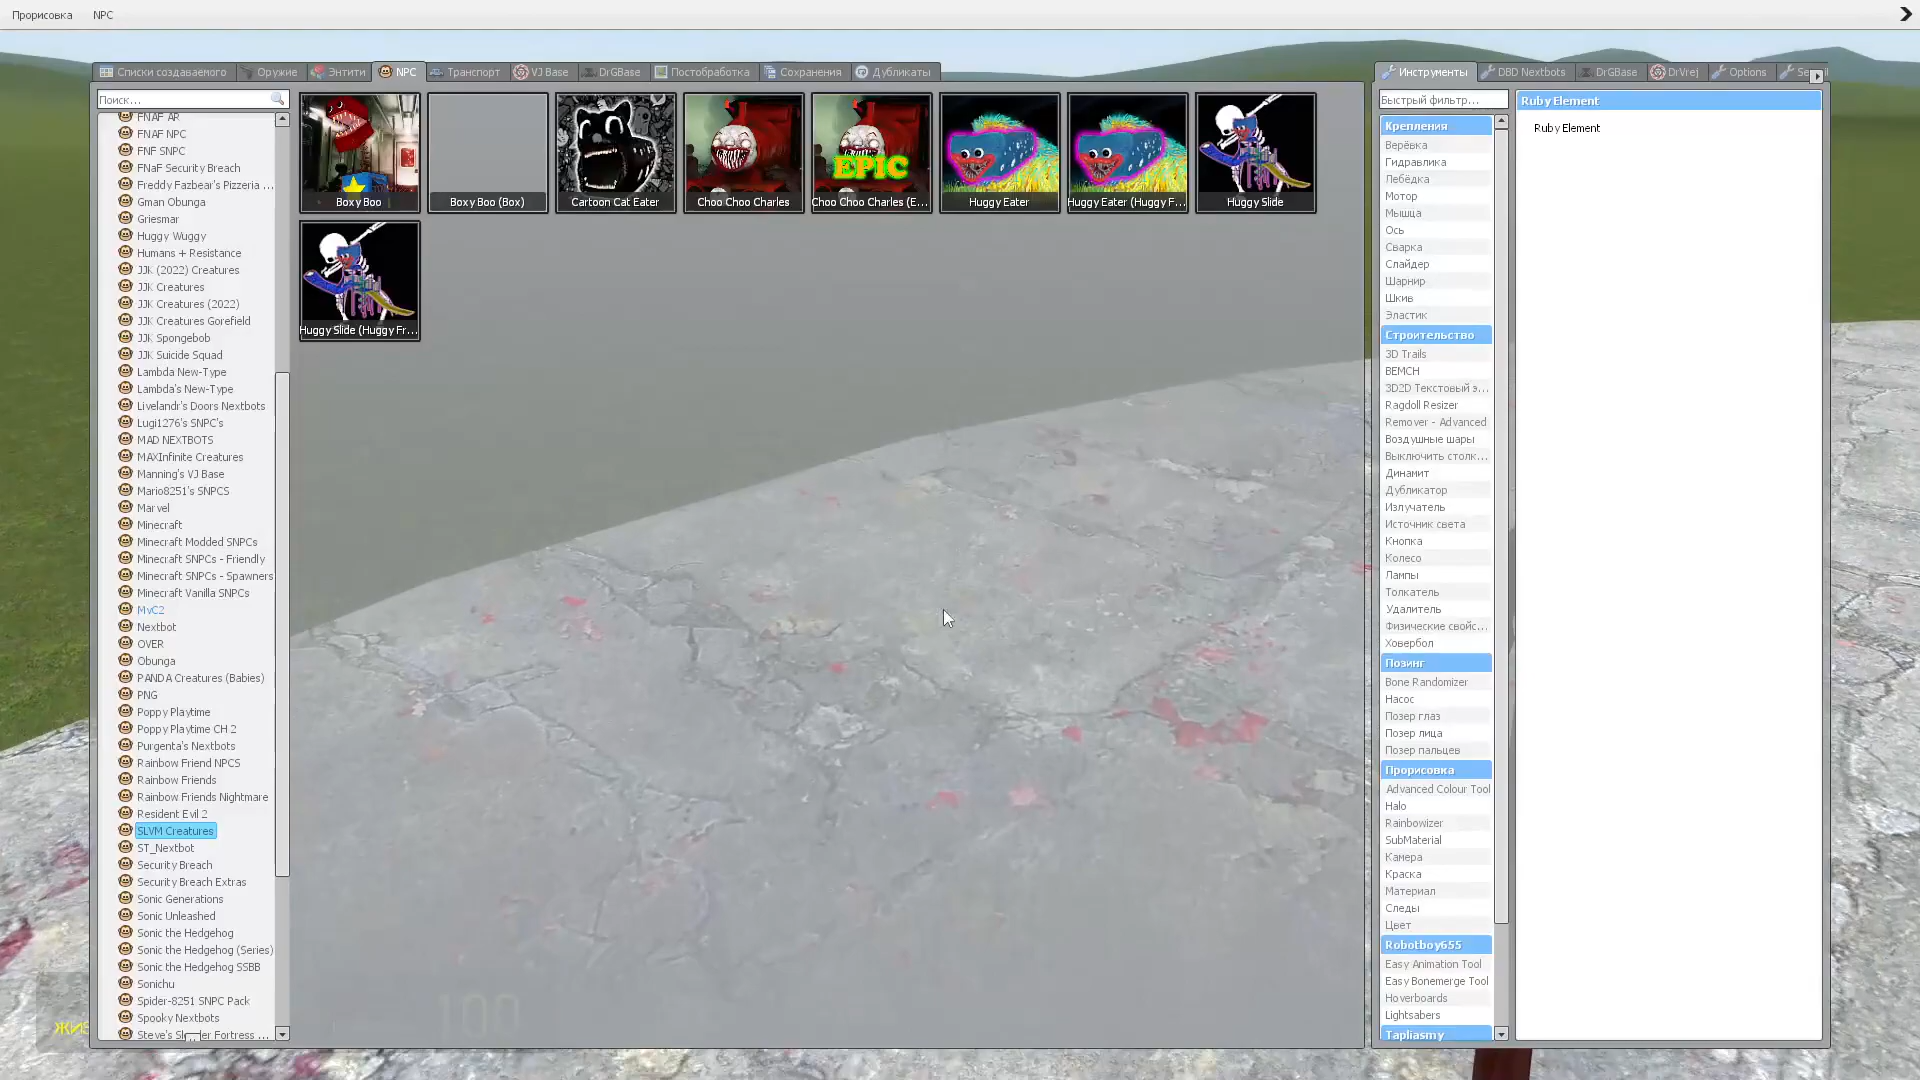 Прорисовка NPC
Списки создаваемого Оружие Энтити NPC Транспорт VJ Base DrGBase Постобработка Сохранения Дубликаты
Поиск...
FNAF AR
FNAF NPC
FNF SNPC
FNaF Security Breach
Freddy Fazbear's Pizzeria ...
Gman Obunga
Griesmar
Huggy Wuggy
Humans + Resistance
JJK (2022) Creatures
JJK Creatures
JJK Creatures (2022)
JJK Creatures Gorefield
JJK Spongebob
JJK Suicide Squad
Lambda New-Type
Lambda's New-Type
Livelandr's Doors Nextbots
Lugi1276's SNPC's
MAD NEXTBOTS
MAXInfinite Creatures
Manning's VJ Base
Mario8251's SNPCS
Marvel
Minecraft
Minecraft Modded SNPCs
Minecraft SNPCs - Friendly
Minecraft SNPCs - Spawners
Minecraft Vanilla SNPCs
MvC2
Nextbot
OVER
Obunga
PANDA Creatures (Babies)
PNG
Poppy Playtime
Poppy Playtime CH 2
Purgenta's Nextbots
Rainbow Friend NPCS
Rainbow Friends
Rainbow Friends Nightmare
Resident Evil 2
SLVM Creatures
ST_Nextbot
Security Breach
Security Breach Extras
Sonic Generations
Sonic Unleashed
Sonic the Hedgehog
Sonic the Hedgehog (Series)
Sonic the Hedgehog SSBB
Sonichu
Spider-8251 SNPC Pack
Spooky Nextbots
Boxy Boo
Boxy Boo (Box)
Cartoon Cat Eater
Choo Choo Charles
EPIC
Choo Choo Charles (E...
Huggy Eater
Huggy Eater (Huggy F...
Huggy Slide
Huggy Slide (Huggy Fr...
100
Инструменты DBD Nextbots DrGBase DrVrej Options
Быстрый фильтр...
Крепления
Верёвка
Гидравлика
Лебёдка
Мотор
Мышца
Ось
Сварка
Слайдер
Шарнир
Шкив
Эластик
Строительство
3D Trails
BEMCH
3D2D Текстовый э...
Ragdoll Resizer
Remover - Advanced
Воздушные шары
Выключить столк...
Динамит
Дубликатор
Излучатель
Источник света
Кнопка
Колесо
Лампы
Толкатель
Удалитель
Физические свойс...
Ховербол
Позинг
Bone Randomizer
Насос
Позер глаз
Позер лица
Позер пальцев
Прорисовка
Advanced Colour Tool
Halo
Rainbowizer
SubMaterial
Камера
Краска
Материал
Следы
Цвет
Robotboy655
Easy Animation Tool
Easy Bonemerge Tool
Hoverboards
Lightsabers
Tapliasmy
Ruby Element
Ruby Element